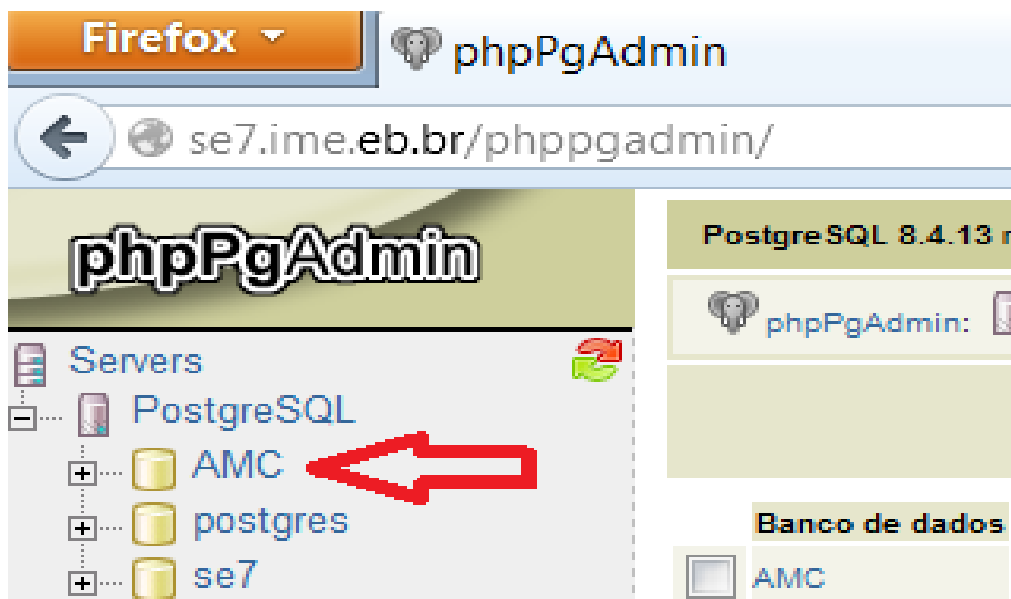 Firefox
phpPgAdmin
se7.ime.eb.br/phppgadmin/
phpPgAdmin
PostgreSQL 8.4.13
phpPgAdmin:
Servers
PostgreSQL
AMC
postgres
se7
Banco de dados
AMC